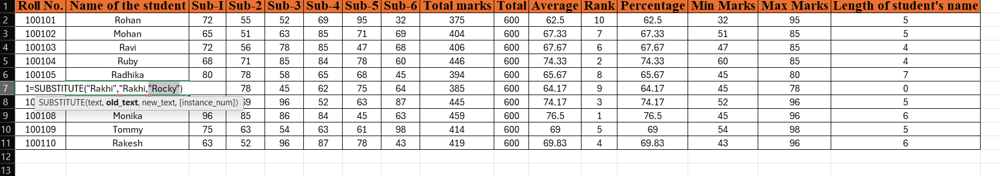 1 Roll No. Name of the student Sub-I Sub-2 Sub-3 Sub-4 Sub-5 Sub-6 Total marks Total Average Rank Percentage Min Marks Max Marks Length of student's name
2 100101 Rohan 72 55 52 69 95 32 375 600 62.5 10 62.5 32 95 5
3 100102 Mohan 65 51 63 85 71 69 404 600 67.33 7 67.33 51 85 5
4 100103 Ravi 72 56 78 85 47 68 406 600 67.67 6 67.67 47 85 4
5 100104 Ruby 68 71 85 84 78 60 446 600 74.33 2 74.33 60 85 4
6 100105 Radhika 80 78 58 65 68 45 394 600 65.67 8 65.67 45 80 7
7 1=SUBSTITUTE("Rakhi","Rakhi,"Rocky") 78 45 62 75 64 385 600 64.17 9 64.17 45 78 0
8 10 SUBSTITUTE(text, old_text, new_text, [instance_num]) 69 96 52 63 87 445 600 74.17 3 74.17 52 96 5
9 100108 Monika 96 85 86 84 45 63 459 600 76.5 1 76.5 45 96 6
10 100109 Tommy 75 63 54 63 61 98 414 600 69 5 69 54 98 5
11 100110 Rakesh 63 52 96 87 78 43 419 600 69.83 4 69.83 43 96 6
12
13